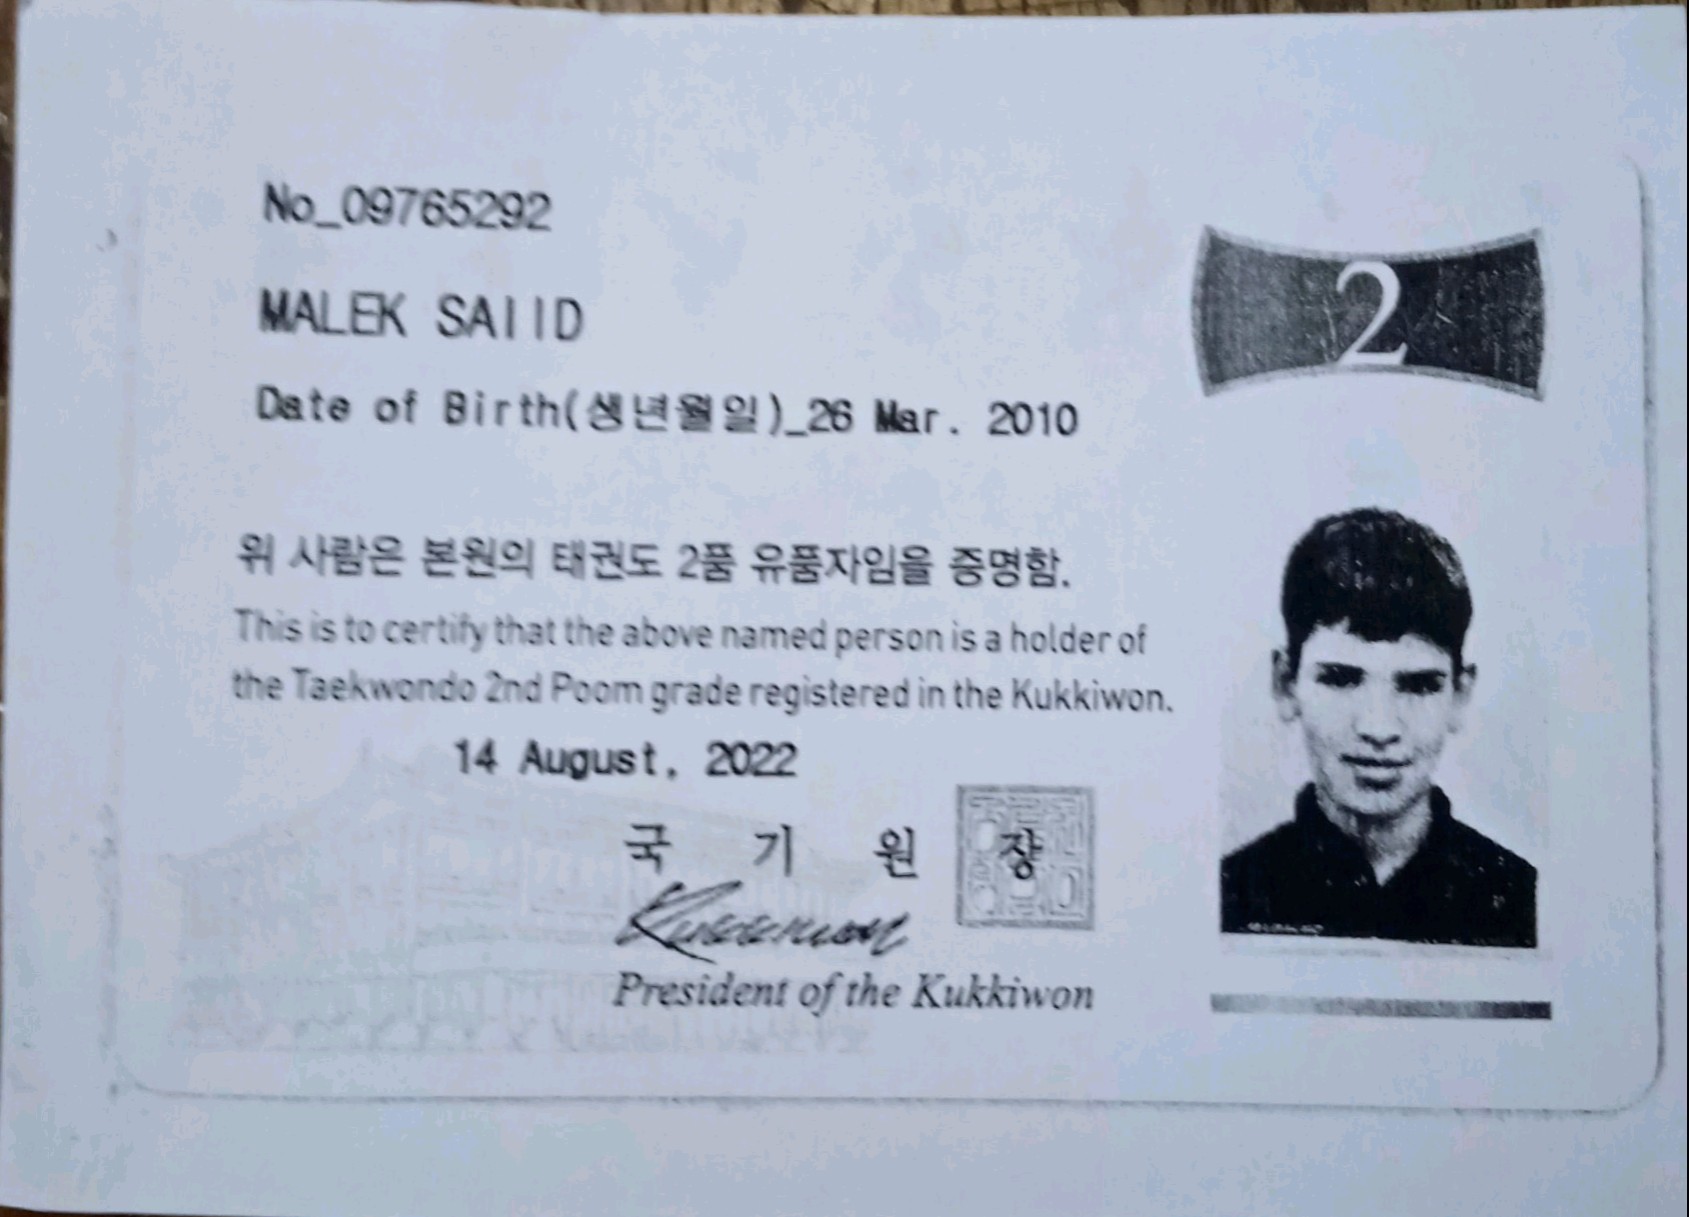 No_09765292
2
MALEK SAIID
Date of Birth(생년월일)_26 Mar. 2010
위 사람은 본원의 태권도 2품 유품자임을 증명함.
This is to certify that the above named person is a holder of
the Taekwondo 2nd Poom grade registered in the Kukkiwon.
14 August, 2022
국 기 원 장
Kukkiwon
President of the Kukkiwon